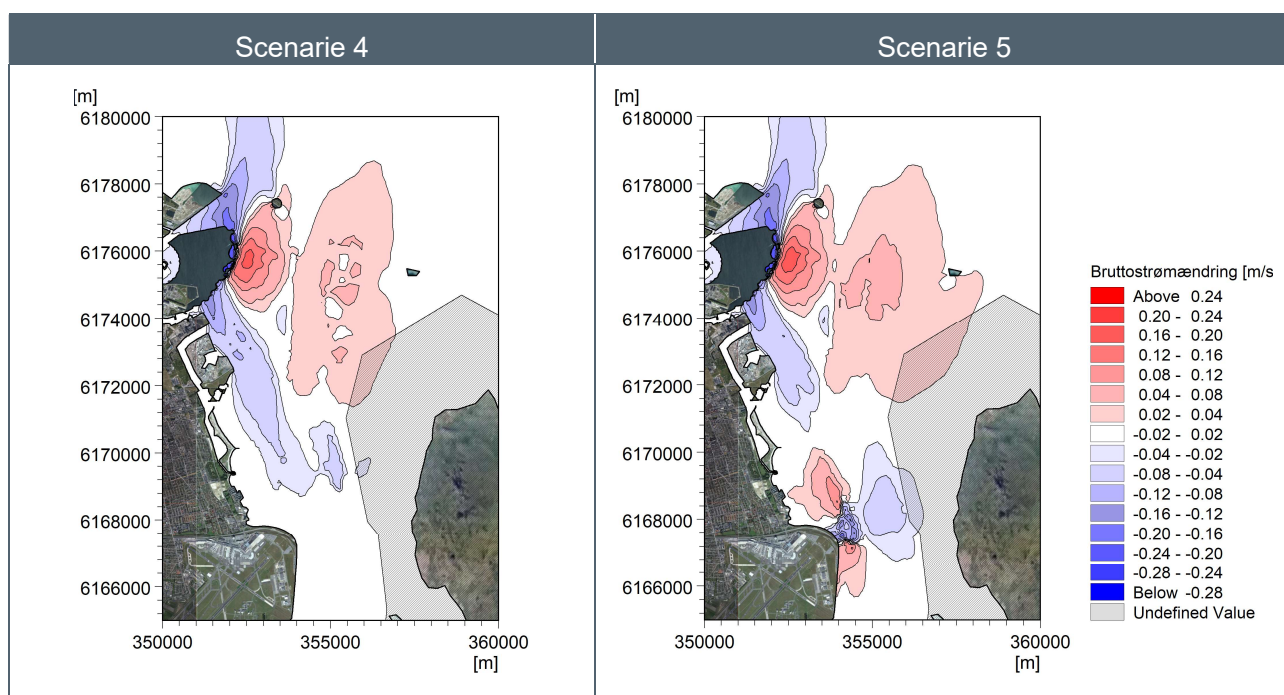 Scenarie 4
Scenarie 5
[m]
6180000
6178000
6176000
6174000
6172000
6170000
6168000
6166000
350000
355000
360000
[m]
[m]
6180000
6178000
6176000
6174000
6172000
6170000
6168000
6166000
350000
355000
360000
[m]
Bruttostrømændring [m/s
Above 0.24
0.20 - 0.24
0.16 - 0.20
0.12 - 0.16
0.08 - 0.12
0.04 - 0.08
0.02 - 0.04
-0.02 - 0.02
-0.04 - -0.02
-0.08 - -0.04
-0.12 - -0.08
-0.16 - -0.12
-0.20 - -0.16
-0.24 - -0.20
-0.28 - -0.24
Below -0.28
Undefined Value